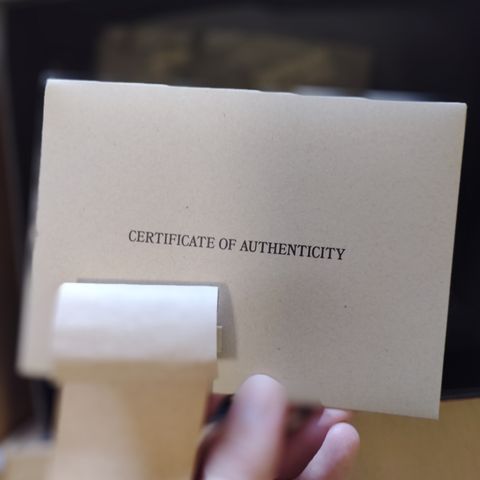 CERTIFICATE OF AUTHENTICITY